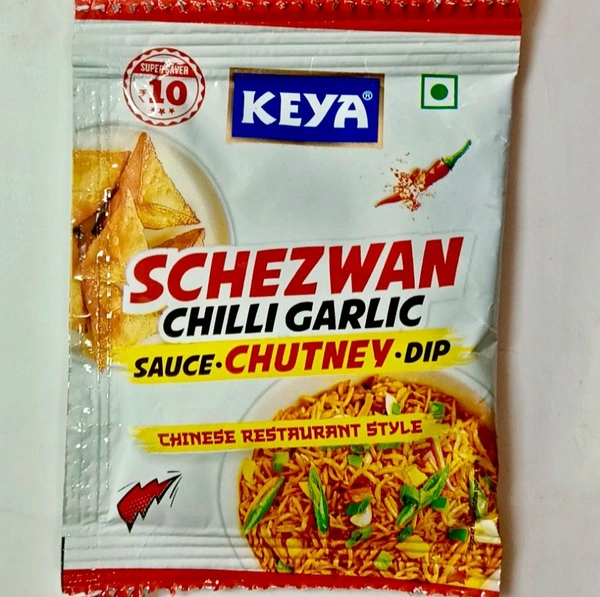 SUPER SAVER
₹10
KEYA®
SCHEZWAN
CHILLI GARLIC
SAUCE·CHUTNEY·DIP
CHINESE RESTAURANT STYLE